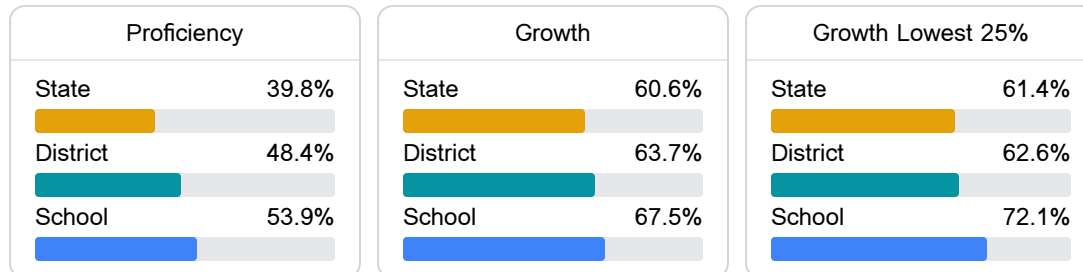 Proficiency
State 39.8%
District 48.4%
School 53.9%
Growth
State 60.6%
District 63.7%
School 67.5%
Growth Lowest 25%
State 61.4%
District 62.6%
School 72.1%